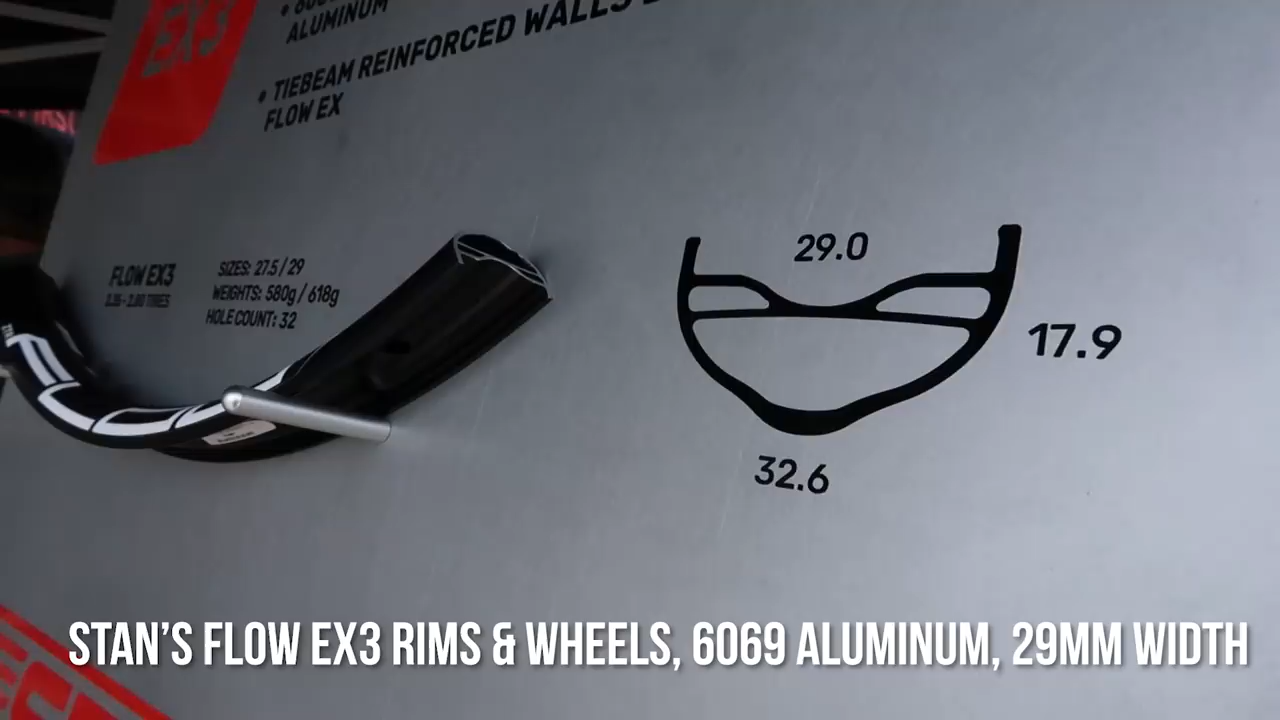 EX3
ALUMINUM
• TIEBEAM REINFORCED WALLS
FLOW EX
FLOW EX3
SIZES: 27.5 / 29
WEIGHTS: 580g / 618g
HOLE COUNT: 32
29.0
17.9
32.6
FLOW
STAN'S FLOW EX3 RIMS & WHEELS, 6069 ALUMINUM, 29MM WIDTH